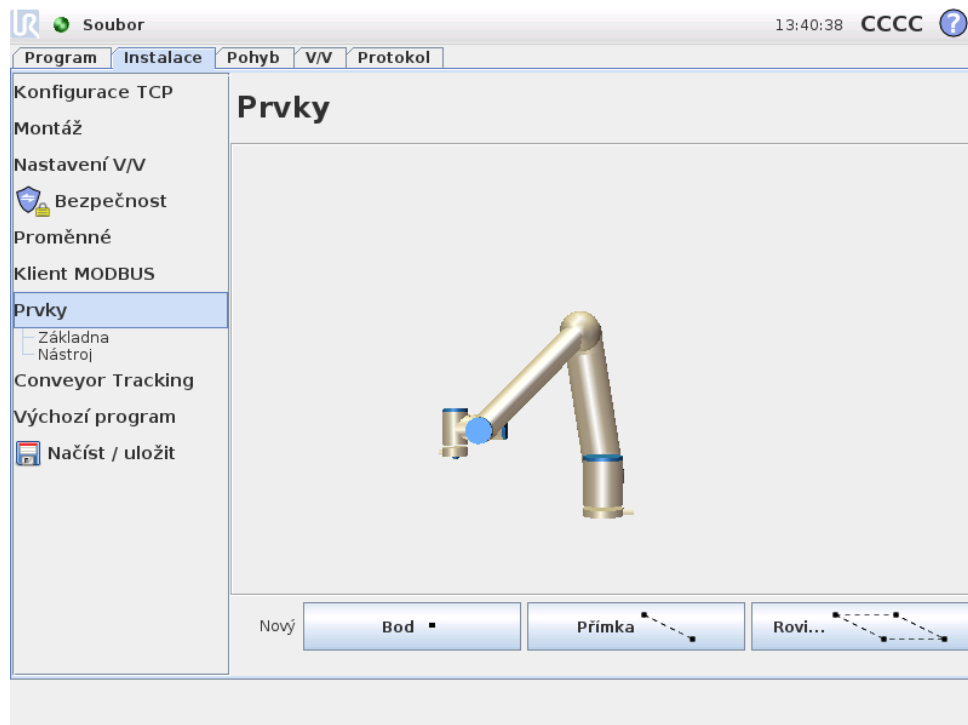 UR Soubor 13:40:38 CCCC ?
Program Instalace Pohyb V/V Protokol
Konfigurace TCP
Prvky
Montáž
Nastavení V/V
Bezpečnost
Proměnné
Klient MODBUS
Prvky
Základna
Nástroj
Conveyor Tracking
Výchozí program
Načíst / uložit
Nový Bod Přímka Rovi...